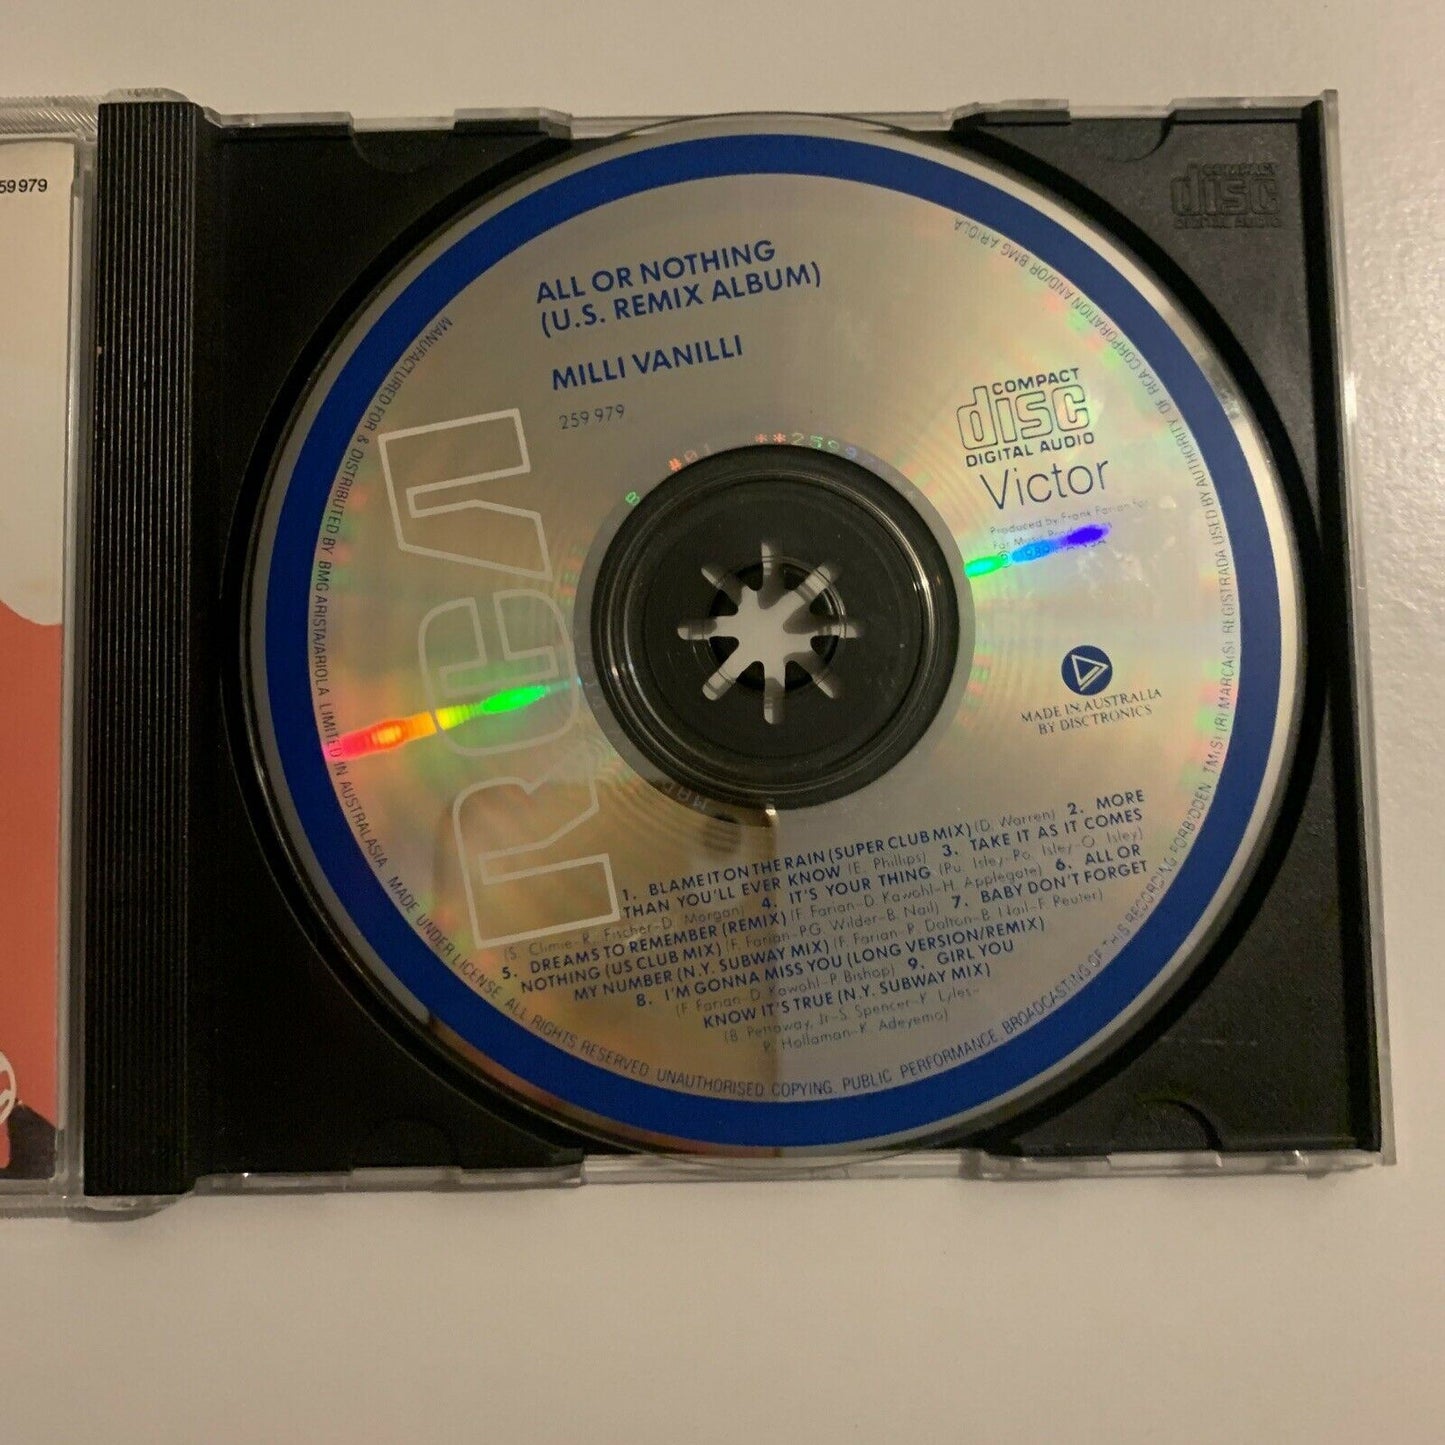 59979
COMPACT
disc
DIGITAL AUDIO
ALL OR NOTHING
(U.S. REMIX ALBUM)
MILLI VANILLI
259 979
RCA
COMPACT
disc
DIGITAL AUDIO
Victor
Produced by Frank Farian for
Far Music
MADE IN AUSTRALIA
BY DISCTRONICS
1. BLAME IT ON THE RAIN (SUPER CLUB MIX) (D. Warren) 2. MORE
THAN YOU'LL EVER KNOW (E. Phillips) 3. TAKE IT AS IT COMES
(S. Climie-R. Fischer-D. Morgan) 4. IT'S YOUR THING (Ru. Isley-Ro. Isley-O. Isley)
5. DREAMS TO REMEMBER (REMIX) (F. Farian-D. Kawohl-H. Applegate) 6. ALL OR
NOTHING (US CLUB MIX) (F. Farian-P.G. Wilder-B. Nail) 7. BABY DON'T FORGET
MY NUMBER (N.Y. SUBWAY MIX) (F. Farian-P. Dalton-B. Nail-F. Reuter)
8. I'M GONNA MISS YOU (LONG VERSION/REMIX)
(F. Farian-D. Kawohl-P. Bishop) 9. GIRL YOU
KNOW IT'S TRUE (N.Y. SUBWAY MIX)
(B. Pettaway, Jr-S. Spencer-K. Lyles-
R. Hollaman-K. Adeyemo)
MANUFACTURED FOR & DISTRIBUTED BY BMG ARISTA/ARIOLA LIMITED IN AUSTRALASIA. MADE UNDER LICENSE. ALL RIGHTS RESERVED. UNAUTHORISED COPYING. PUBLIC PERFORMANCE, BROADCASTING OF THIS RECORDING FORBIDDEN. TM(S) (R) MARCA(S) REGISTRADA USED BY AUTHORITY OF RCA CORPORATION AND/OR BMG ARIOLA